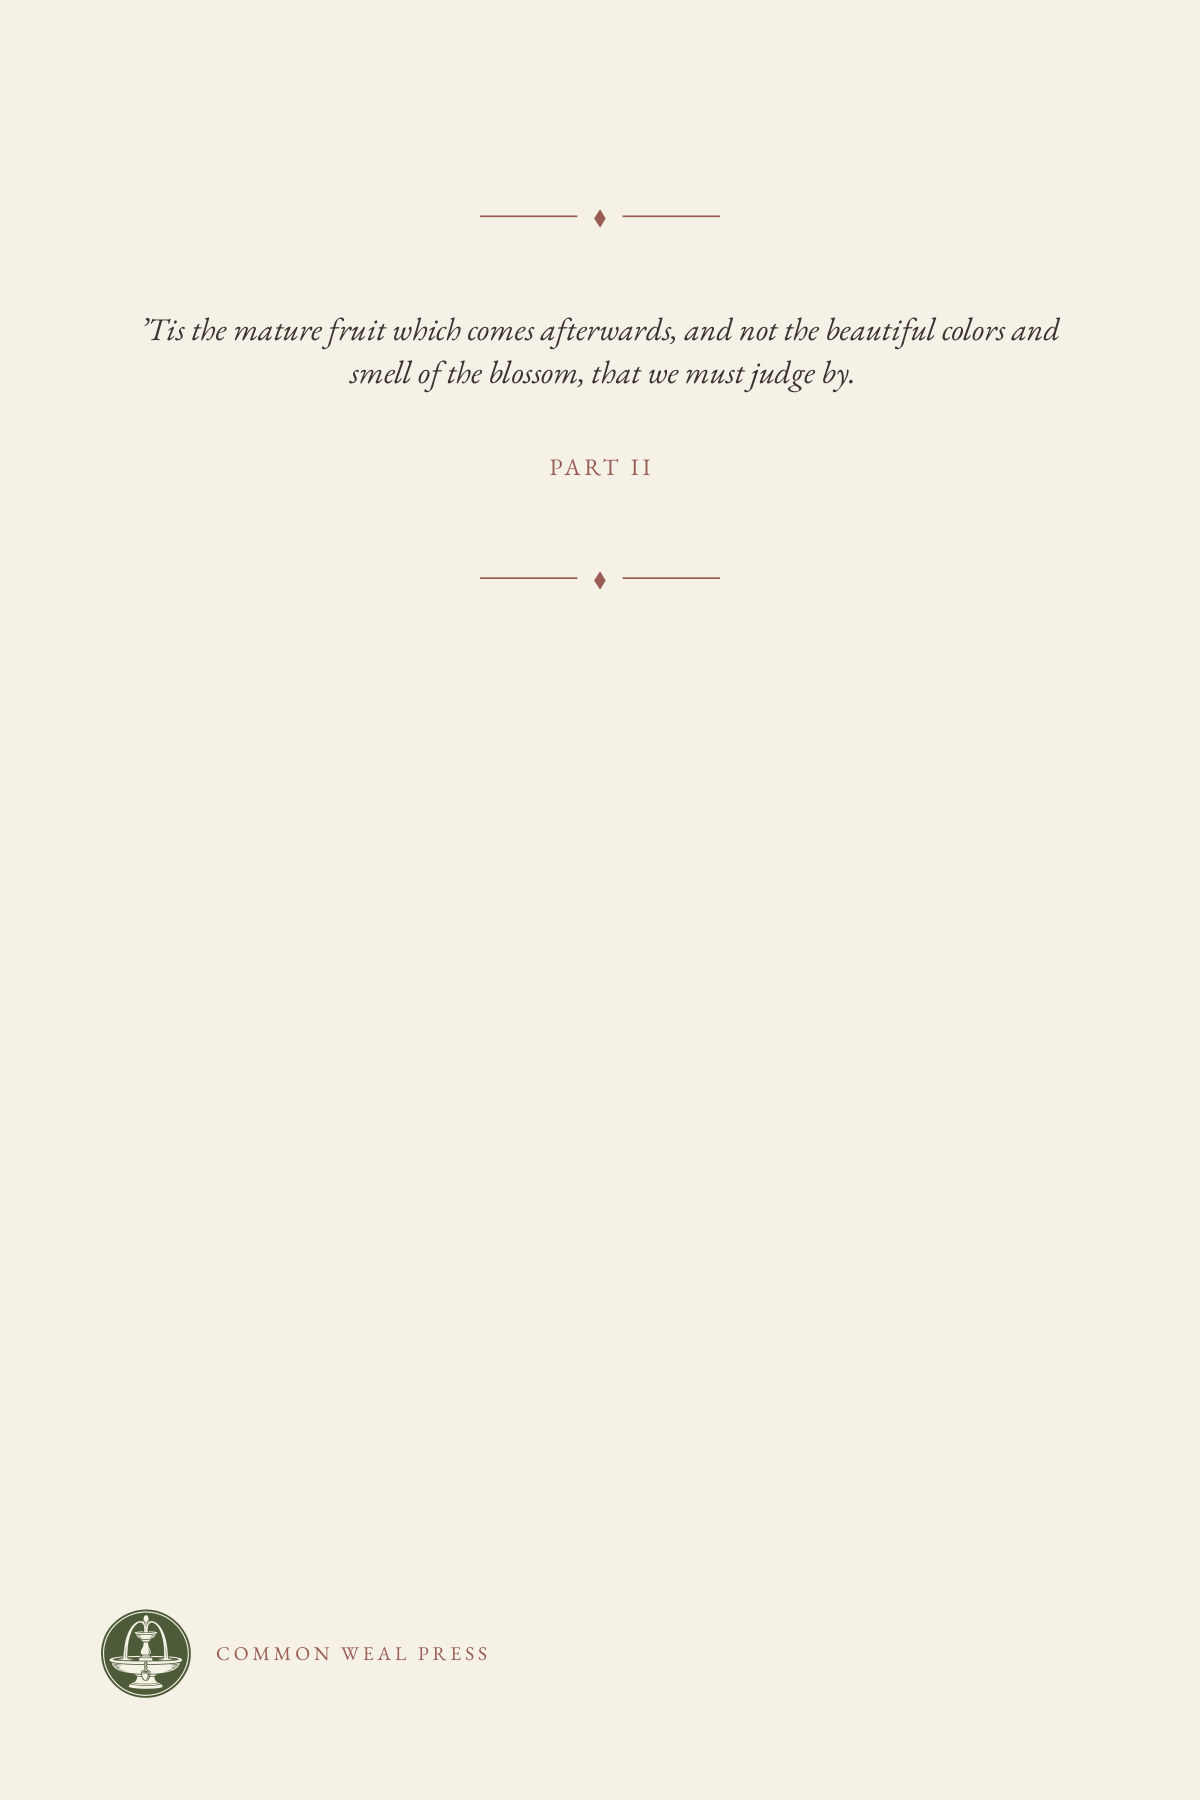 ’Tis the mature fruit which comes afterwards, and not the beautiful colors and
smell of the blossom, that we must judge by.
PART II
COMMON WEAL PRESS